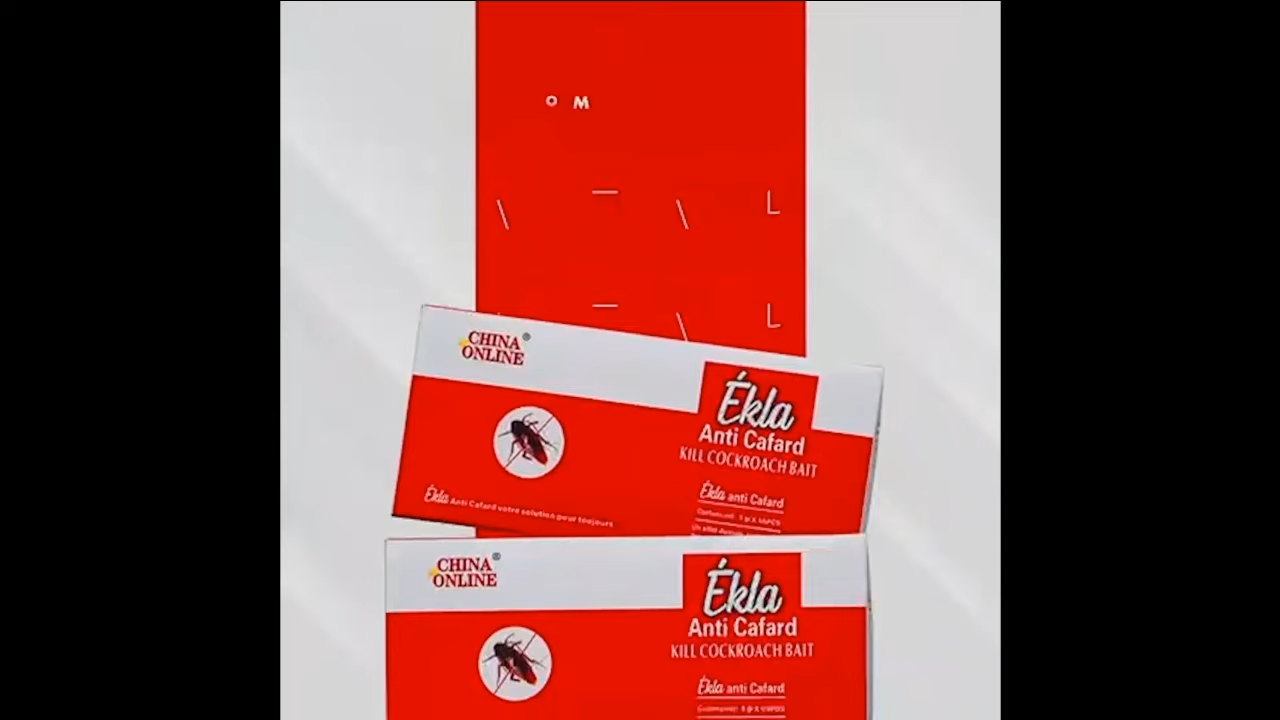 O M
L
L
CHINA
ONLINE
Ékla
Anti Cafard
KILL COCKROACH BAIT
Ékla anti Cafard
Ékla Anti Cafard votre solution pour toujours
CHINA
ONLINE
Ékla
Anti Cafard
KILL COCKROACH BAIT
Ékla anti Cafard